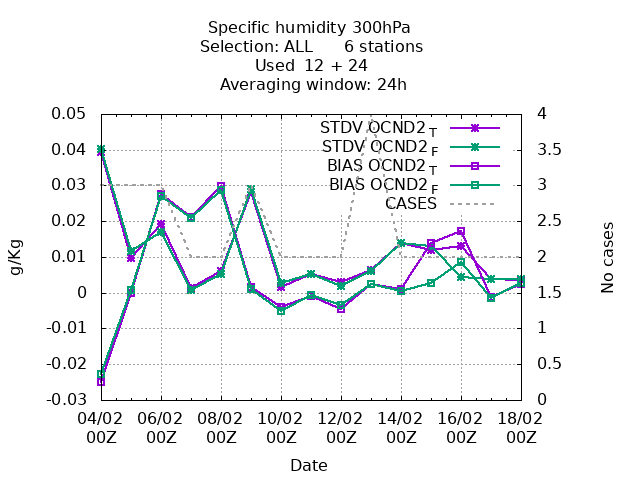 Specific humidity 300hPa
Selection: ALL 6 stations
Used 12 + 24
Averaging window: 24h
STDV OCND2 T
STDV OCND2 F
BIAS OCND2 T
BIAS OCND2 F
CASES
g/Kg
0.05
0.04
0.03
0.02
0.01
0
-0.01
-0.02
-0.03
No cases
4
3.5
3
2.5
2
1.5
1
0.5
0
04/02 06/02 08/02 10/02 12/02 14/02 16/02 18/02
00Z 00Z 00Z 00Z 00Z 00Z 00Z 00Z
Date